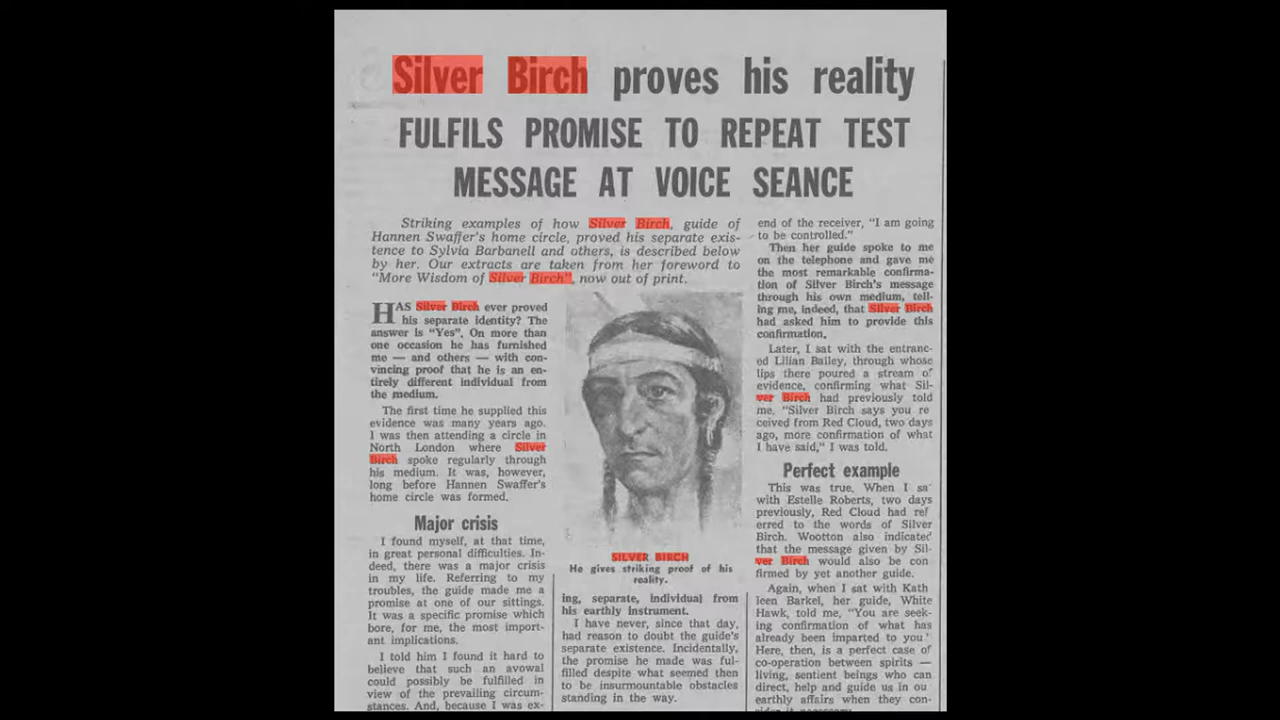 Silver Birch proves his reality
FULFILS PROMISE TO REPEAT TEST
MESSAGE AT VOICE SEANCE
Striking examples of how Silver Birch, guide of
Hannen Swaffer's home circle, proved his separate exis-
tence to Sylvia Barbanell and others, is described below
by her. Our extracts are taken from her foreword to
"More Wisdom of Silver Birch", now out of print.
HAS Silver Birch ever proved
his separate identity? The
answer is "Yes". On more than
one occasion he has furnished
me — and others — with con-
vincing proof that he is an en-
tirely different individual from
the medium.
The first time he supplied this
evidence was many years ago.
I was then attending a circle in
North London where Silver
Birch spoke regularly through
his medium. It was, however,
long before Hannen Swaffer's
home circle was formed.
Major crisis
I found myself, at that time,
in great personal difficulties. In-
deed, there was a major crisis
in my life. Referring to my
troubles, the guide made me a
promise at one of our sittings.
It was a specific promise which
bore, for me, the most import-
ant implications.
I told him I found it hard to
believe that such an avowal
could possibly be fulfilled in
view of the prevailing circum-
stances. And, because I was ex-
SILVER BIRCH
He gives striking proof of his
reality.
ing, separate, individual from
his earthly instrument.
I have never, since that day,
had reason to doubt the guide's
separate existence. Incidentally,
the promise he made was ful-
filled despite what seemed then
to be insurmountable obstacles
standing in the way.
end of the receiver, "I am going
to be controlled."
Then her guide spoke to me
on the telephone and gave me
the most remarkable confirma-
tion of Silver Birch's message
through his own medium, tell-
ing me, indeed, that Silver Birch
had asked him to provide this
confirmation.
Later, I sat with the entranc-
ed Lilian Bailey, through whose
lips there poured a stream of
evidence, confirming what Sil-
ver Birch had previously told
me. "Silver Birch says you re
ceived from Red Cloud, two days
ago, more confirmation of what
I have said," I was told.
Perfect example
This was true. When I sa
with Estelle Roberts, two days
previously, Red Cloud had ref
erred to the words of Silver
Birch. Wootton also indicated
that the message given by Sil-
ver Birch would also be con
firmed by yet another guide.
Again, when I sat with Kath
leen Barkel, her guide, White
Hawk, told me, "You are seek-
ing confirmation of what has
already been imparted to you'
Here, then, is a perfect case of
co-operation between spirits —
living, sentient beings who can
direct, help and guide us in ou
earthly affairs when they con-